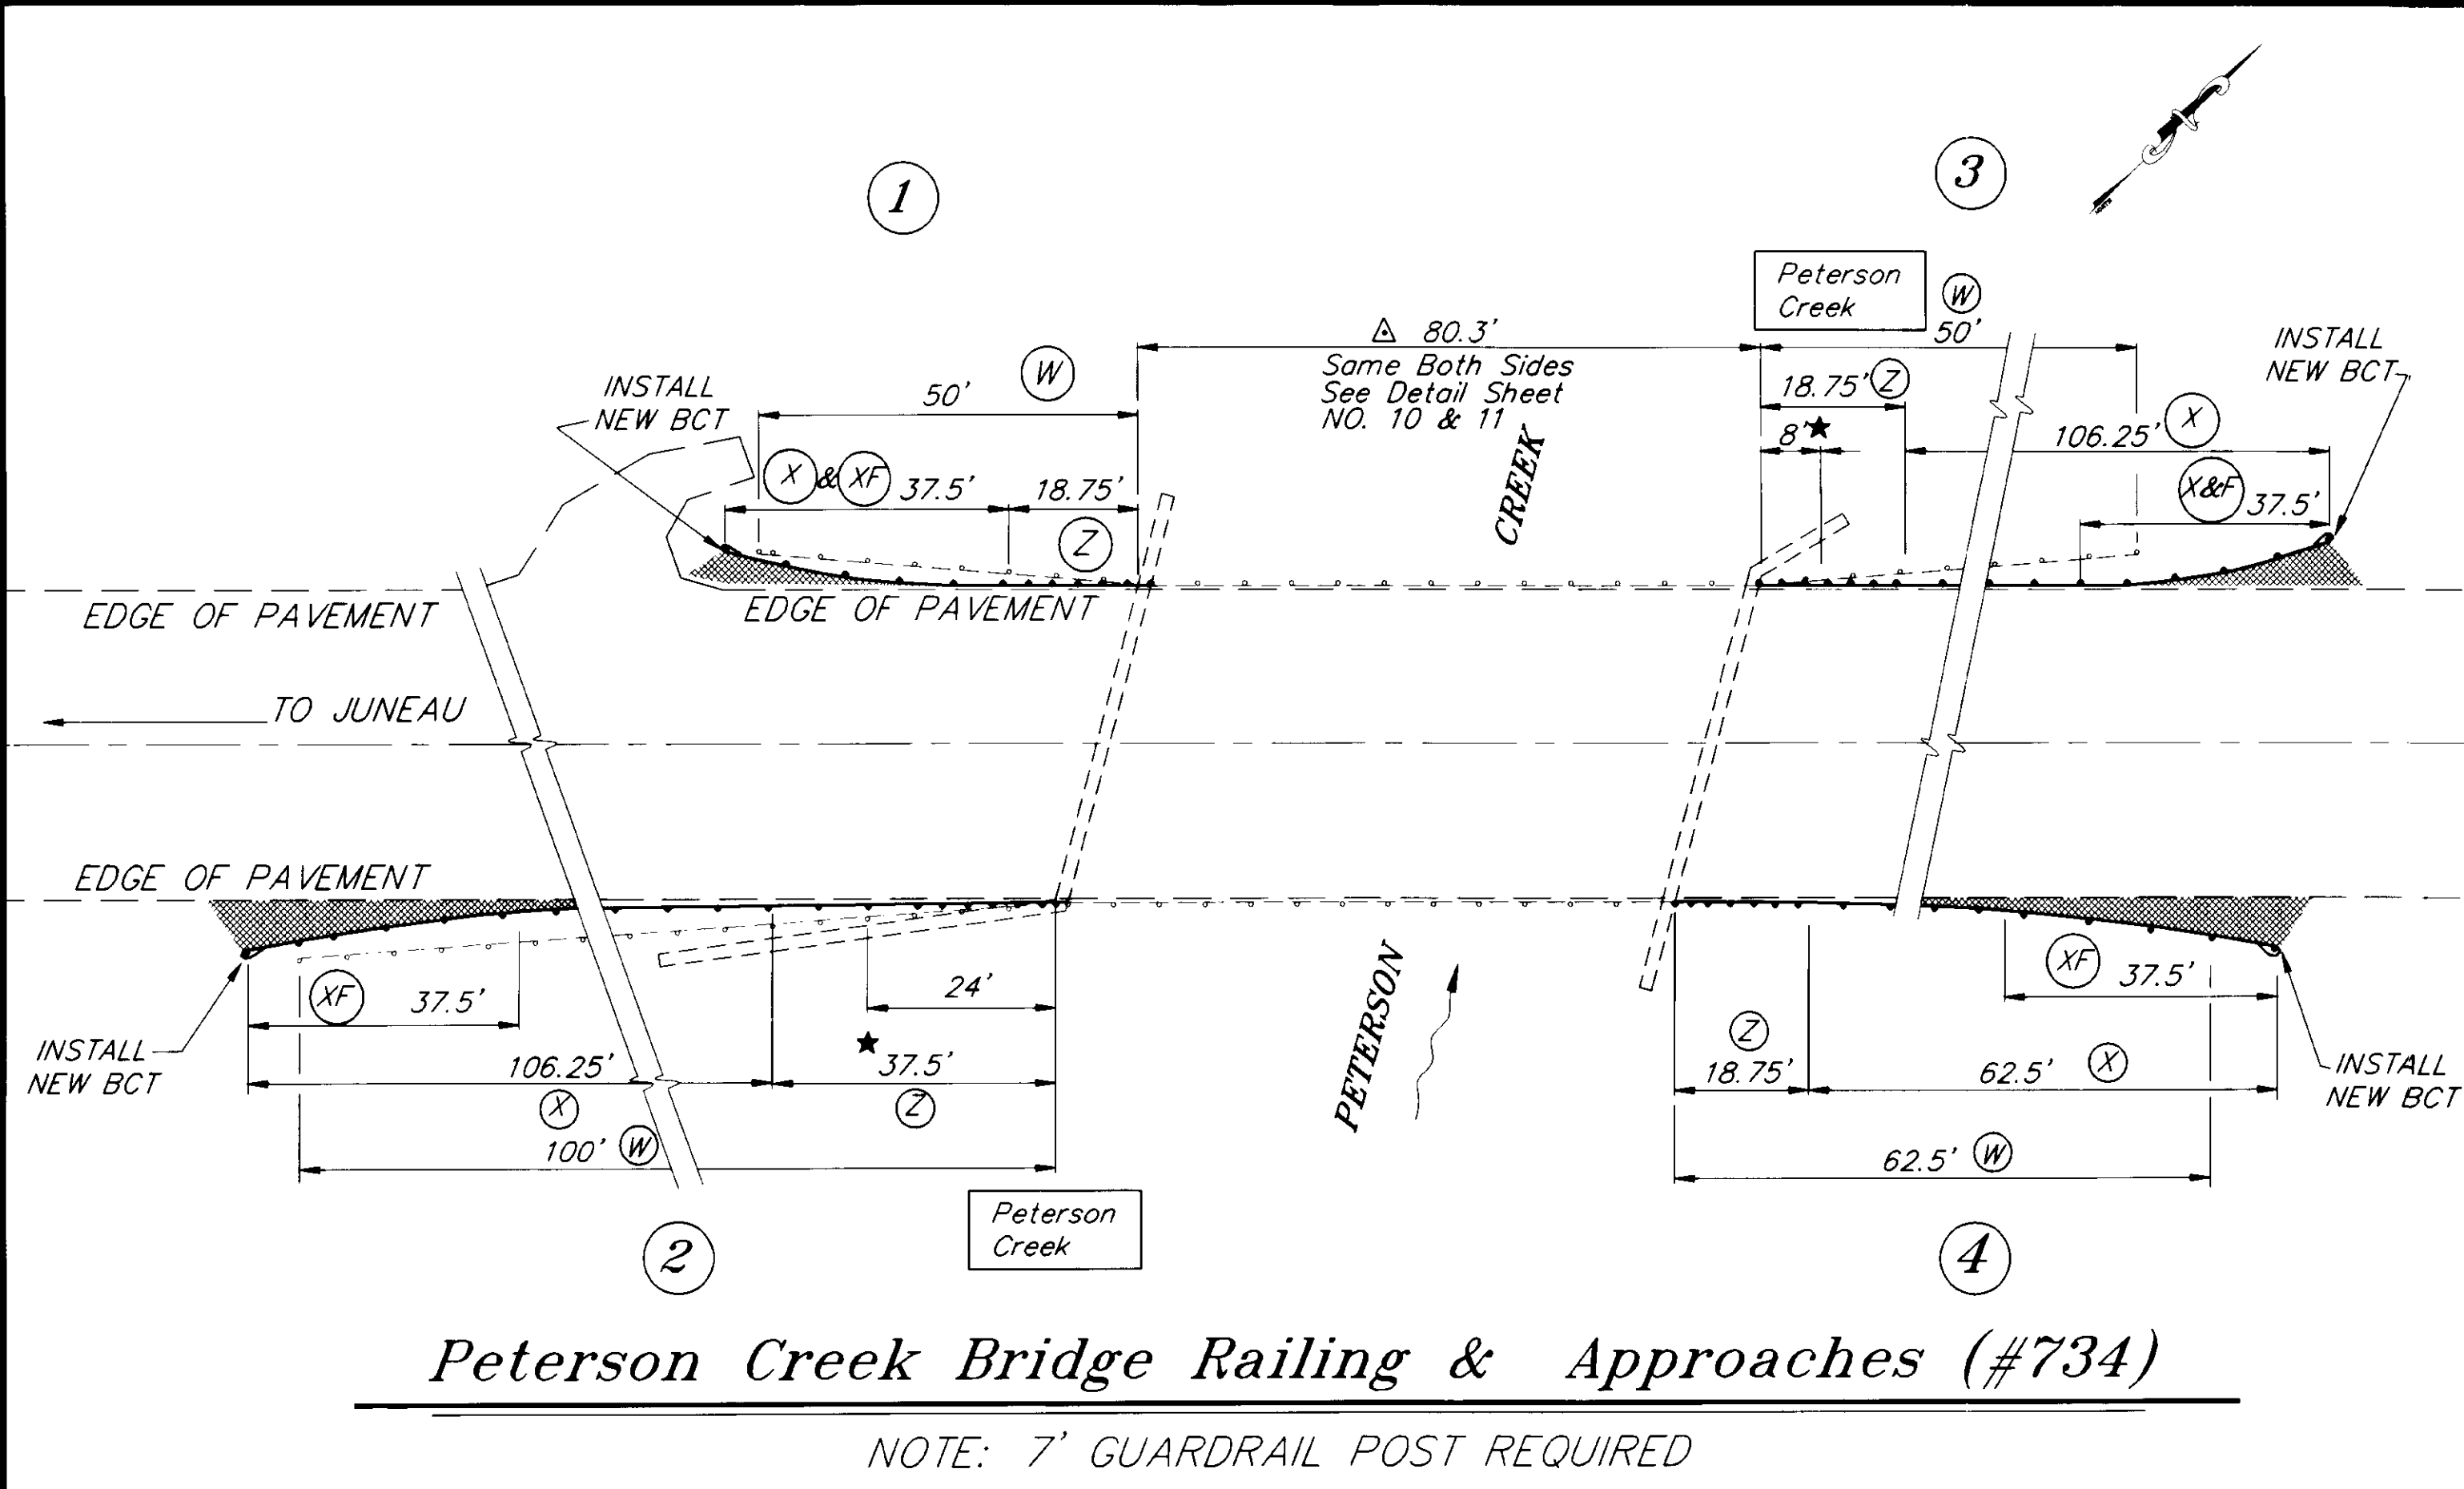 1
3
Peterson
Creek
W
50'
80.3'
Same Both Sides
See Detail Sheet
NO. 10 & 11
INSTALL
NEW BCT
INSTALL
NEW BCT
50'
W
18.75' Z
8'★
106.25' X
X & XF 37.5'
18.75'
Z
X&F 37.5'
CREEK
NORTH
EDGE OF PAVEMENT
EDGE OF PAVEMENT
TO JUNEAU
EDGE OF PAVEMENT
XF 37.5'
24'
INSTALL
NEW BCT
106.25'
X
★ 37.5'
Z
100' W
PETERSON
XF 37.5'
Z
18.75'
62.5' X
INSTALL
NEW BCT
62.5' W
Peterson
Creek
2
4
Peterson Creek Bridge Railing & Approaches (#734)
NOTE: 7' GUARDRAIL POST REQUIRED